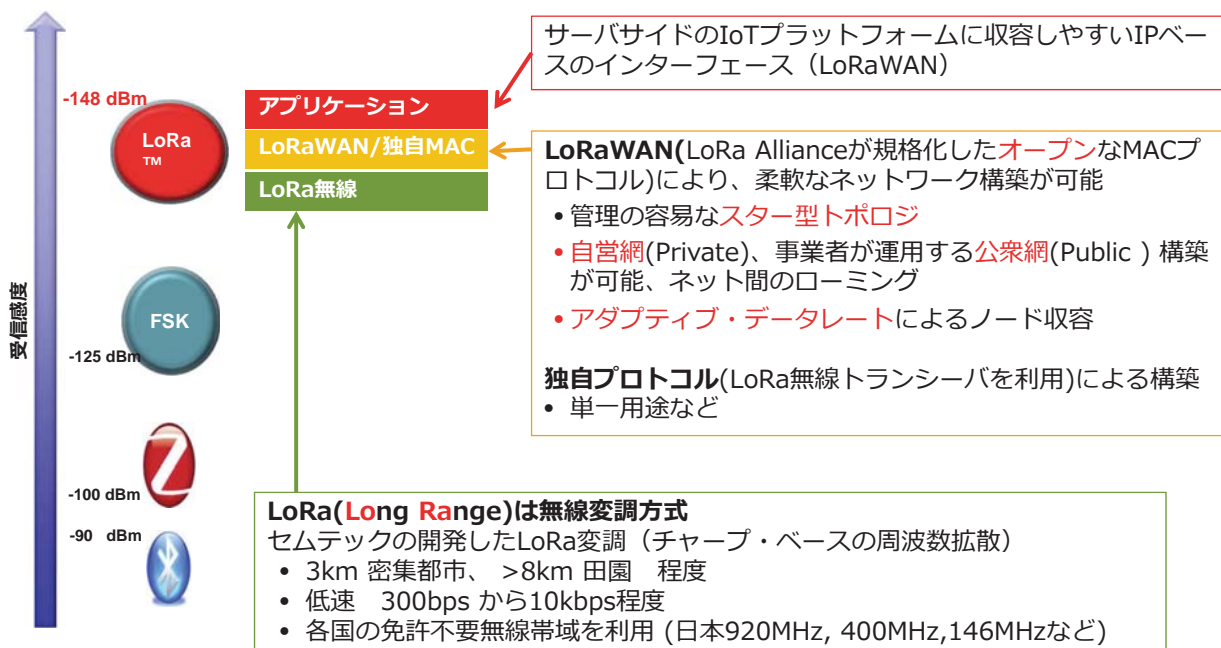 サーバサイドのIoTプラットフォームに収容しやすいIPベー
スのインターフェース（LoRaWAN）
-148 dBm
LoRa
TM
アプリケーション
LoRaWAN/独自MAC
LoRa無線
LoRaWAN(LoRa Allianceが規格化したオープンなMACプ
ロトコル)により、柔軟なネットワーク構築が可能
• 管理の容易なスター型トポロジ
• 自営網(Private)、事業者が運用する公衆網(Public ) 構築
が可能、ネット間のローミング
• アダプティブ・データレートによるノード収容
独自プロトコル(LoRa無線トランシーバを利用)による構築
• 単一用途など
受信感度
FSK
-125 dBm
Z
-100 dBm
-90 dBm
LoRa(Long Range)は無線変調方式
セムテックの開発したLoRa変調（チャープ・ベースの周波数拡散）
• 3km 密集都市、 >8km 田園　程度
• 低速　300bps から10kbps程度
• 各国の免許不要無線帯域を利用 (日本920MHz, 400MHz,146MHzなど)